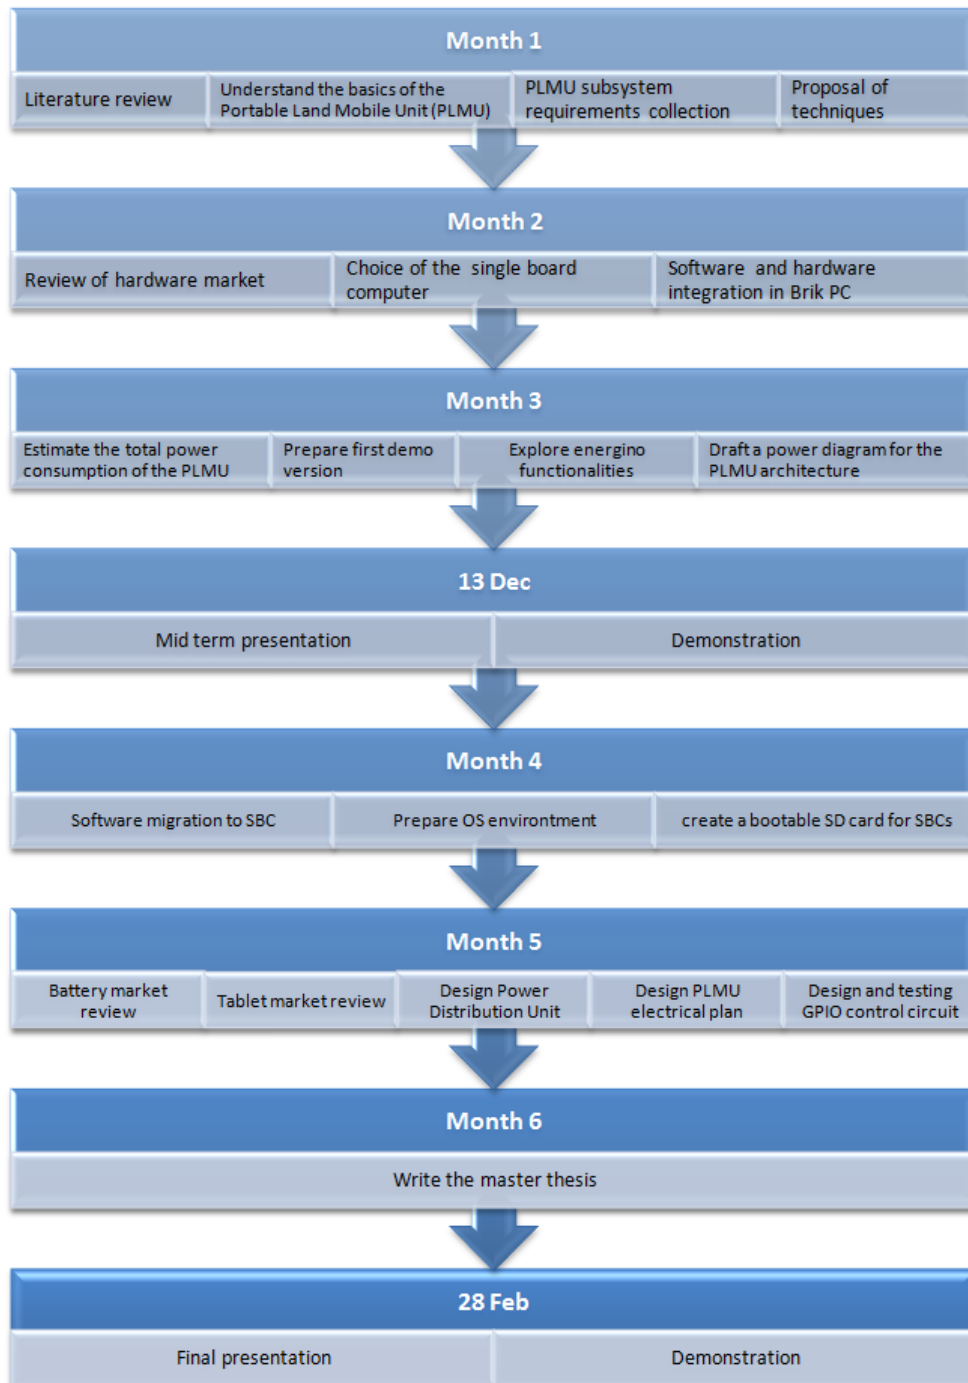 Month 1
Literature review
Understand the basics of the
Portable Land Mobile Unit (PLMU)
PLMU subsystem
requirements collection
Proposal of
techniques
Month 2
Review of hardware market
Choice of the single board
computer
Software and hardware
integration in Brik PC
Month 3
Estimate the total power
consumption of the PLMU
Prepare first demo
version
Explore energino
functionalities
Draft a power diagram for the
PLMU architecture
13 Dec
Mid term presentation
Demonstration
Month 4
Software migration to SBC
Prepare OS environtment
create a bootable SD card for SBCs
Month 5
Battery market
review
Tablet market review
Design Power
Distribution Unit
Design PLMU
electrical plan
Design and testing
GPIO control circuit
Month 6
Write the master thesis
28 Feb
Final presentation
Demonstration